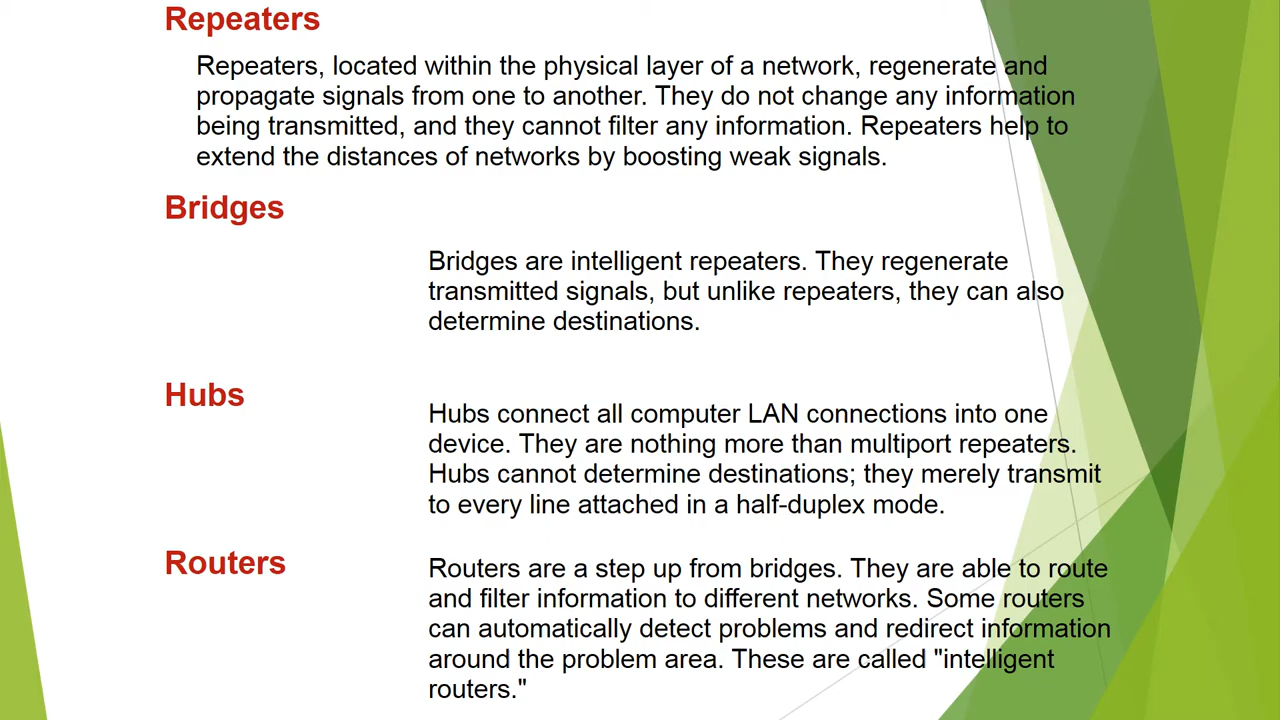 Repeaters
Repeaters, located within the physical layer of a network, regenerate and
propagate signals from one to another. They do not change any information
being transmitted, and they cannot filter any information. Repeaters help to
extend the distances of networks by boosting weak signals.
Bridges
Bridges are intelligent repeaters. They regenerate
transmitted signals, but unlike repeaters, they can also
determine destinations.
Hubs
Hubs connect all computer LAN connections into one
device. They are nothing more than multiport repeaters.
Hubs cannot determine destinations; they merely transmit
to every line attached in a half-duplex mode.
Routers
Routers are a step up from bridges. They are able to route
and filter information to different networks. Some routers
can automatically detect problems and redirect information
around the problem area. These are called "intelligent
routers."